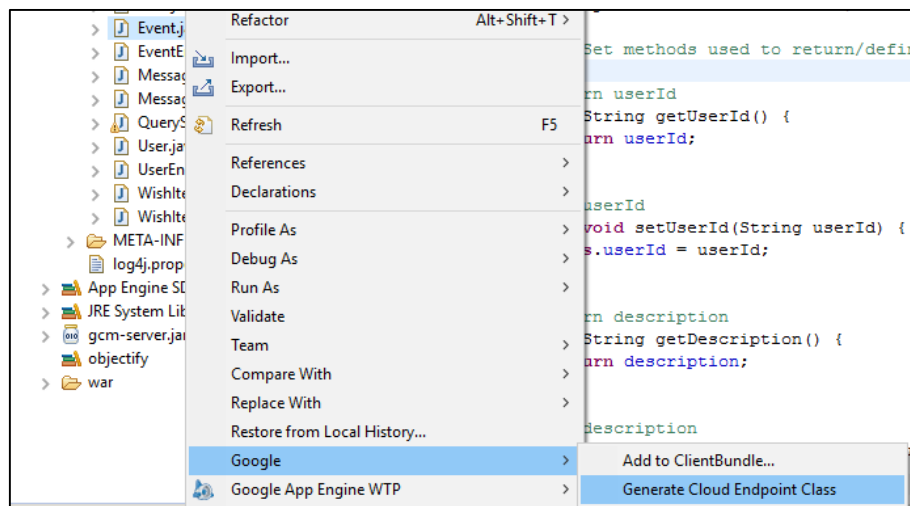 Event.j
EventE
Messag
Messag
QueryS
User.ja
UserEn
WishIte
WishIte
META-INF
log4j.prop
App Engine SD
JRE System Lib
gcm-server.jar
objectify
war
Refactor Alt+Shift+T >
Import...
Export...
Refresh F5
References >
Declarations >
Profile As >
Debug As >
Run As >
Validate
Team >
Compare With >
Replace With >
Restore from Local History...
Google >
Google App Engine WTP >
Add to ClientBundle...
Generate Cloud Endpoint Class
Set methods used to return/defin
rn userId
String getUserId() {
urn userId;
userId
void setUserId(String userId) {
s.userId = userId;
rn description
String getDescription() {
urn description;
description